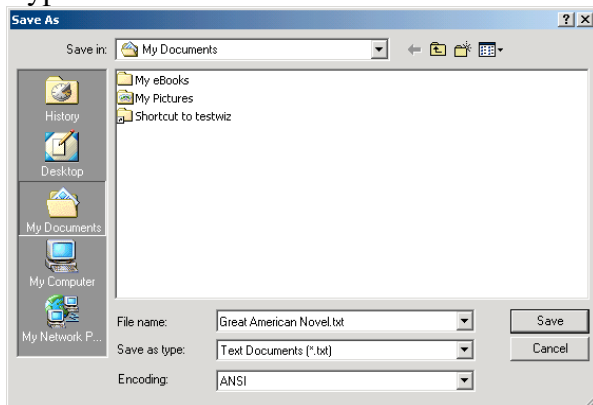 Save As
Save in: My Documents
My eBooks
My Pictures
Shortcut to testwiz
History
Desktop
My Documents
My Computer
My Network P...
File name: Great American Novel.txt
Save
Save as type: Text Documents (*.txt)
Cancel
Encoding: ANSI